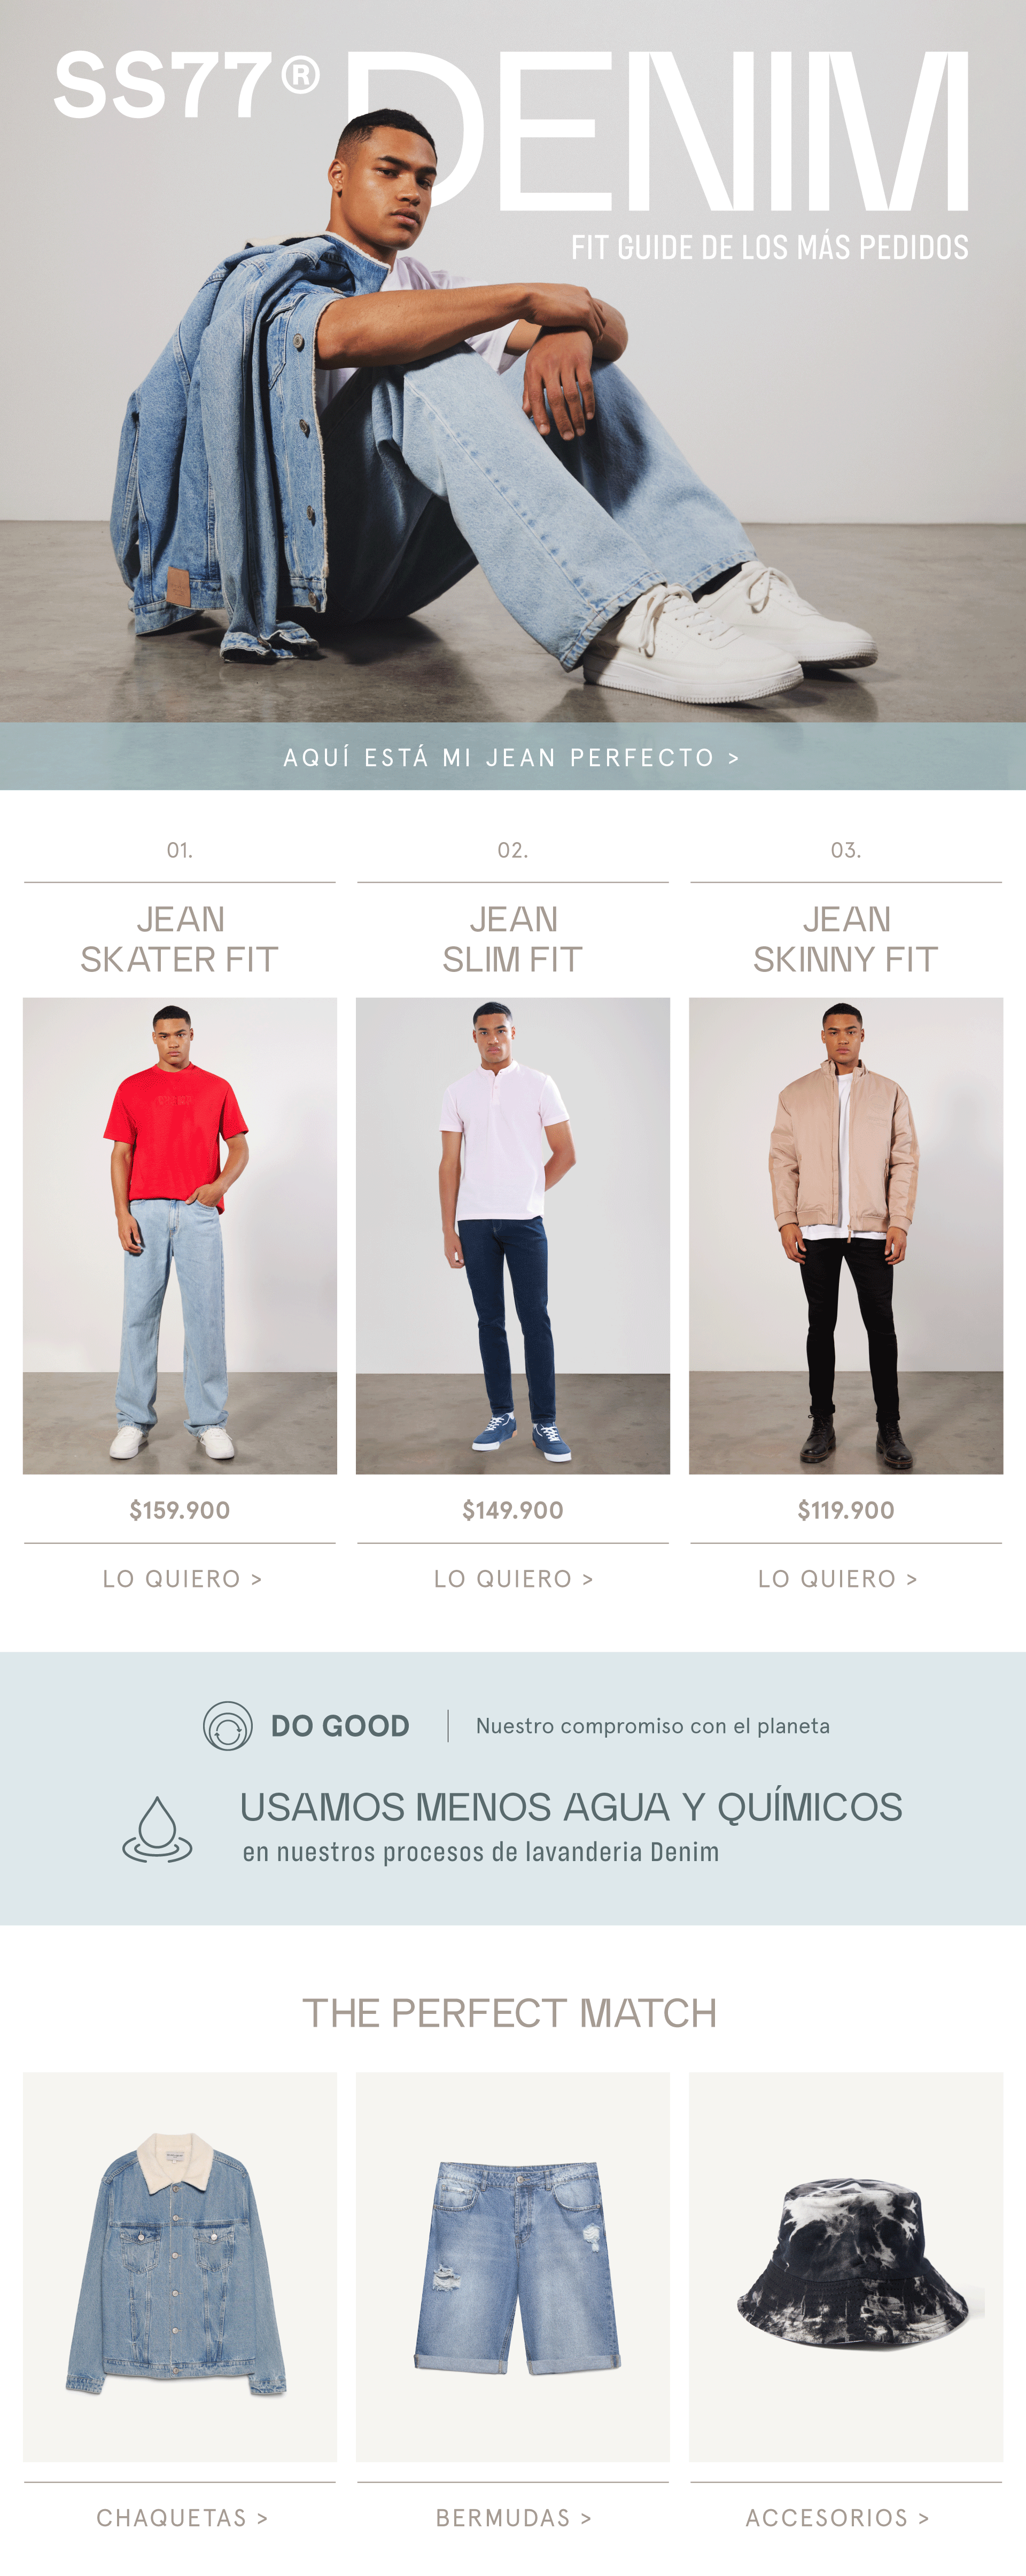 SS77® DENIM
FIT GUIDE DE LOS MÁS PEDIDOS
AQUÍ ESTÁ MI JEAN PERFECTO >
01.
JEAN
SKATER FIT
02.
JEAN
SLIM FIT
03.
JEAN
SKINNY FIT
$159.900
$149.900
$119.900
LO QUIERO >
LO QUIERO >
LO QUIERO >
DO GOOD | Nuestro compromiso con el planeta
USAMOS MENOS AGUA Y QUÍMICOS
en nuestros procesos de lavanderia Denim
THE PERFECT MATCH
CHAQUETAS >
BERMUDAS >
ACCESORIOS >